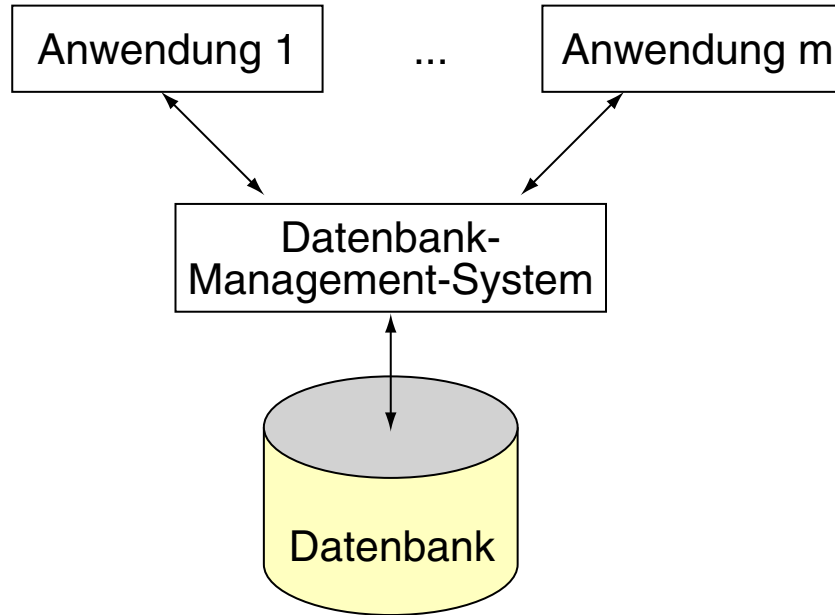 Anwendung 1
...
Anwendung m
Datenbank-
Management-System
Datenbank